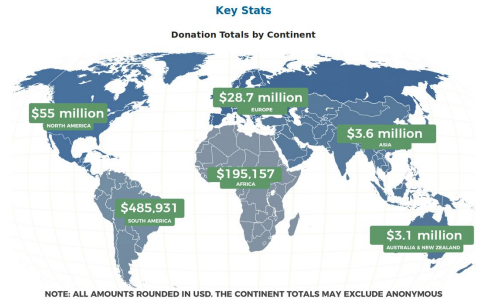 Key Stats
Donation Totals by Continent
$55 million
NORTH AMERICA
$28.7 million
EUROPE
$3.6 million
ASIA
$195,157
AFRICA
$485,931
SOUTH AMERICA
$3.1 million
AUSTRALIA & NEW ZEALAND
NOTE: ALL AMOUNTS ROUNDED IN USD. THE CONTINENT TOTALS MAY EXCLUDE ANONYMOUS